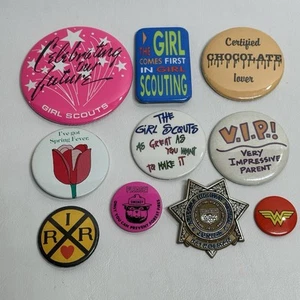 Celebrating
Our
Future
GIRL SCOUTS
THE GIRL
COMES FIRST
IN GIRL
SCOUTING
Certified
CHOCOLATE
lover
I've got
Spring Fever
THE
GIRL SCOUTS
AS GREAT AS
YOU WANT
TO MAKE IT
V.I.P!
VERY
IMPRESSIVE
PARENT
I
R R